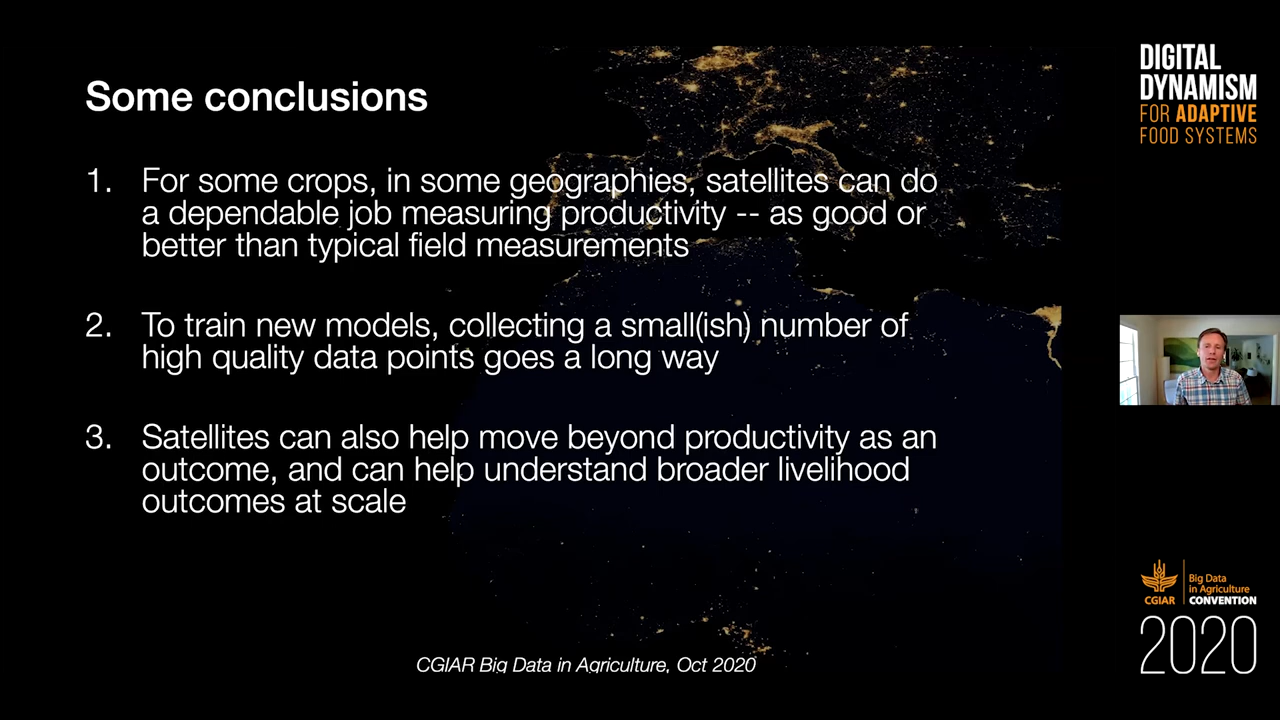 Some conclusions
1. For some crops, in some geographies, satellites can do
a dependable job measuring productivity -- as good or
better than typical field measurements
2. To train new models, collecting a small(ish) number of
high quality data points goes a long way
3. Satellites can also help move beyond productivity as an
outcome, and can help understand broader livelihood
outcomes at scale
CGIAR Big Data in Agriculture, Oct 2020
DIGITAL
DYNAMISM
FOR ADAPTIVE
FOOD SYSTEMS
CGIAR
Big Data
in Agriculture
CONVENTION
2020